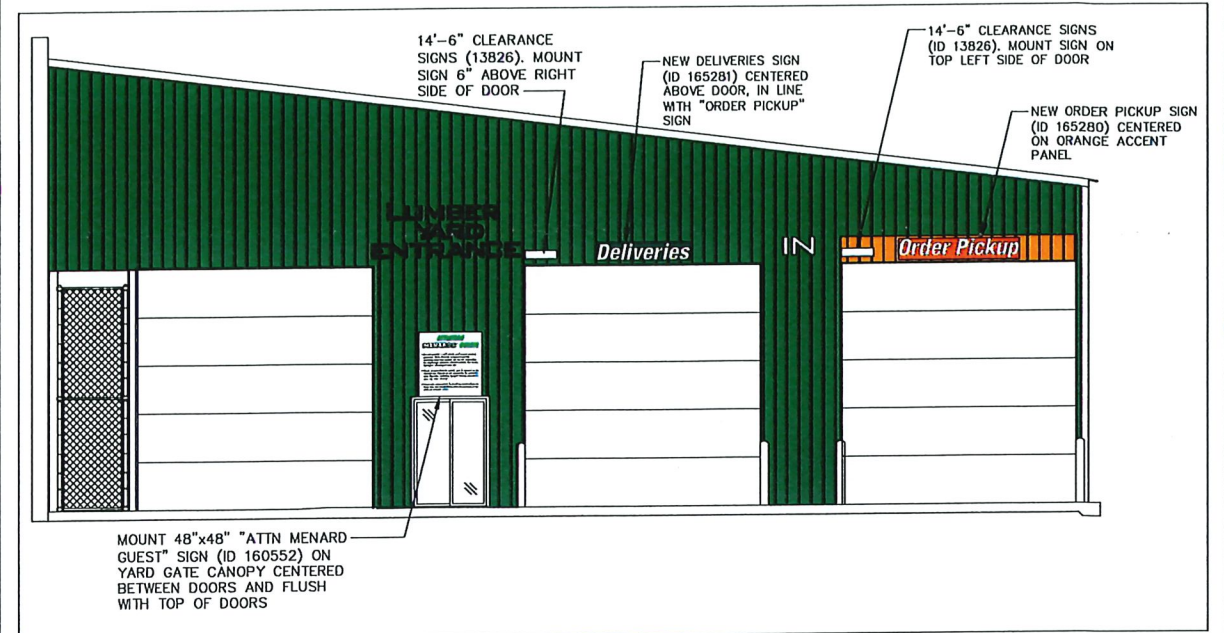 14'-6" CLEARANCE
SIGNS (13826). MOUNT
SIGN 6" ABOVE RIGHT
SIDE OF DOOR
NEW DELIVERIES SIGN
(ID 165281) CENTERED
ABOVE DOOR, IN LINE
WITH "ORDER PICKUP"
SIGN
14'-6" CLEARANCE SIGNS
(ID 13826). MOUNT SIGN ON
TOP LEFT SIDE OF DOOR
NEW ORDER PICKUP SIGN
(ID 165280) CENTERED
ON ORANGE ACCENT
PANEL
LUMBER
YARD
ENTRANCE
Deliveries
IN
Order Pickup
MOUNT 48"x48" "ATTN MENARD
GUEST" SIGN (ID 160552) ON
YARD GATE CANOPY CENTERED
BETWEEN DOORS AND FLUSH
WITH TOP OF DOORS